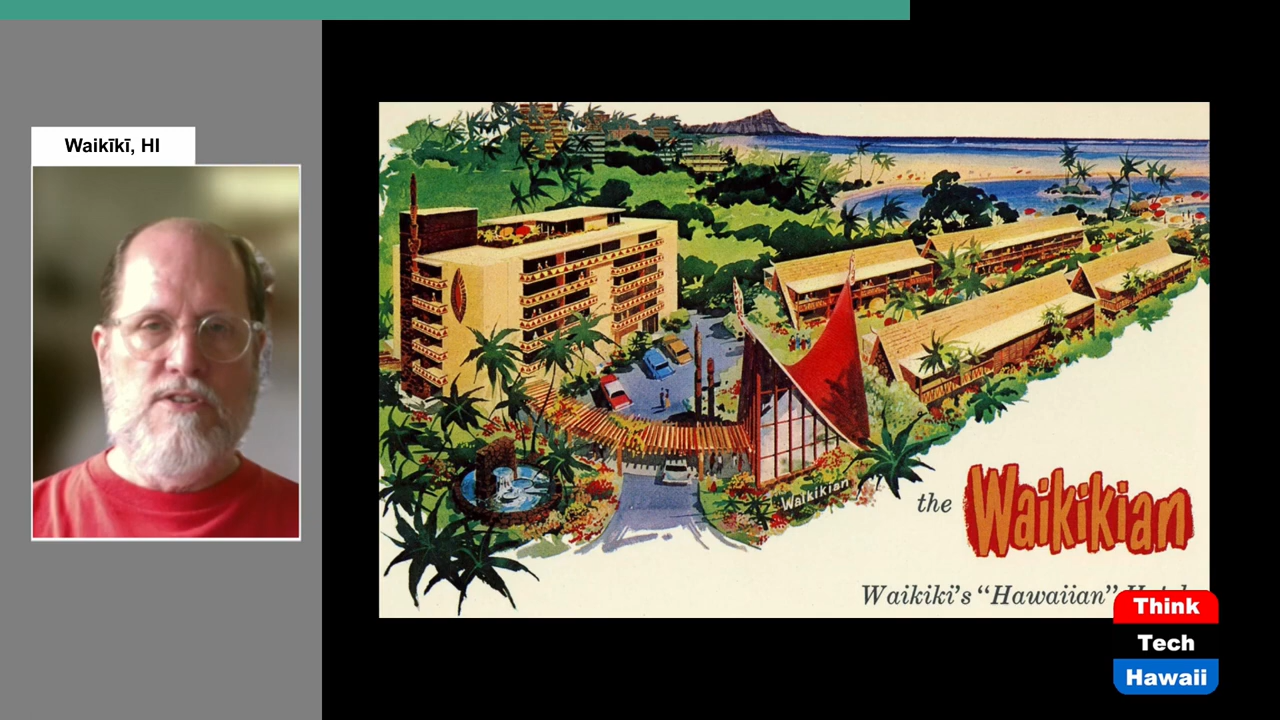 Waikīkī, HI
Waikikian
the Waikikian
Waikiki's “Hawaiian”
Think
Tech
Hawaii